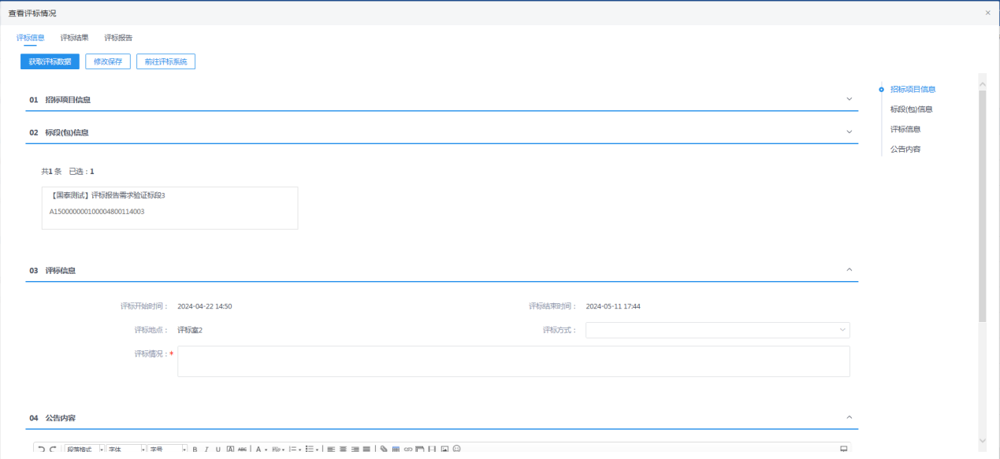 查看评标情况
评标信息 评标结果 评标报告
获取评标数据 修改保存 前往评标系统
01 招标项目信息
02 标段(包)信息
共1 条 已选：1
【国泰测试】评标报告需求验证标段3
A150000000100004800114003
03 评标信息
评标开始时间： 2024-04-22 14:50 评标结束时间： 2024-05-11 17:44
评标地点： 评标室2 评标方式：
评标情况：*
04 公告内容
段落格式 字体 字号 B I U A ABC A
招标项目信息
标段(包)信息
评标信息
公告内容